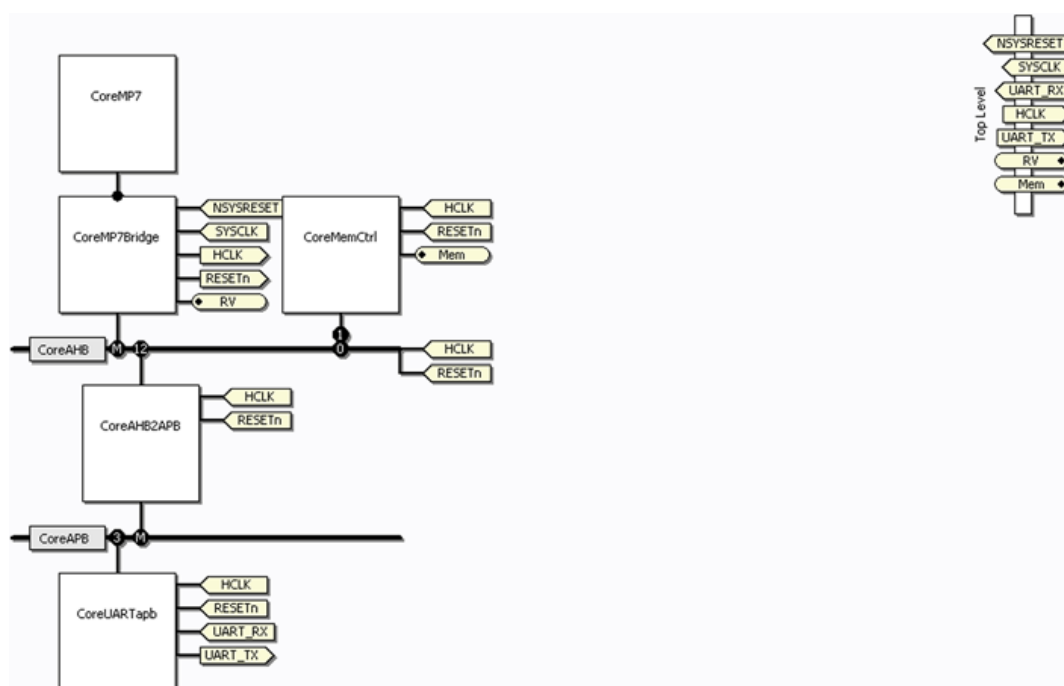 CoreMP7
CoreMP7Bridge
NSYSRESET
SYSCLK
HCLK
RESETn
RV
CoreMemCtrl
HCLK
RESETn
Mem
CoreAHB
M
12
1
0
HCLK
RESETn
CoreAHB2APB
HCLK
RESETn
CoreAPB
3
M
CoreUARTapb
HCLK
RESETn
UART_RX
UART_TX
Top Level
NSYSRESET
SYSCLK
UART_RX
HCLK
UART_TX
RV
Mem